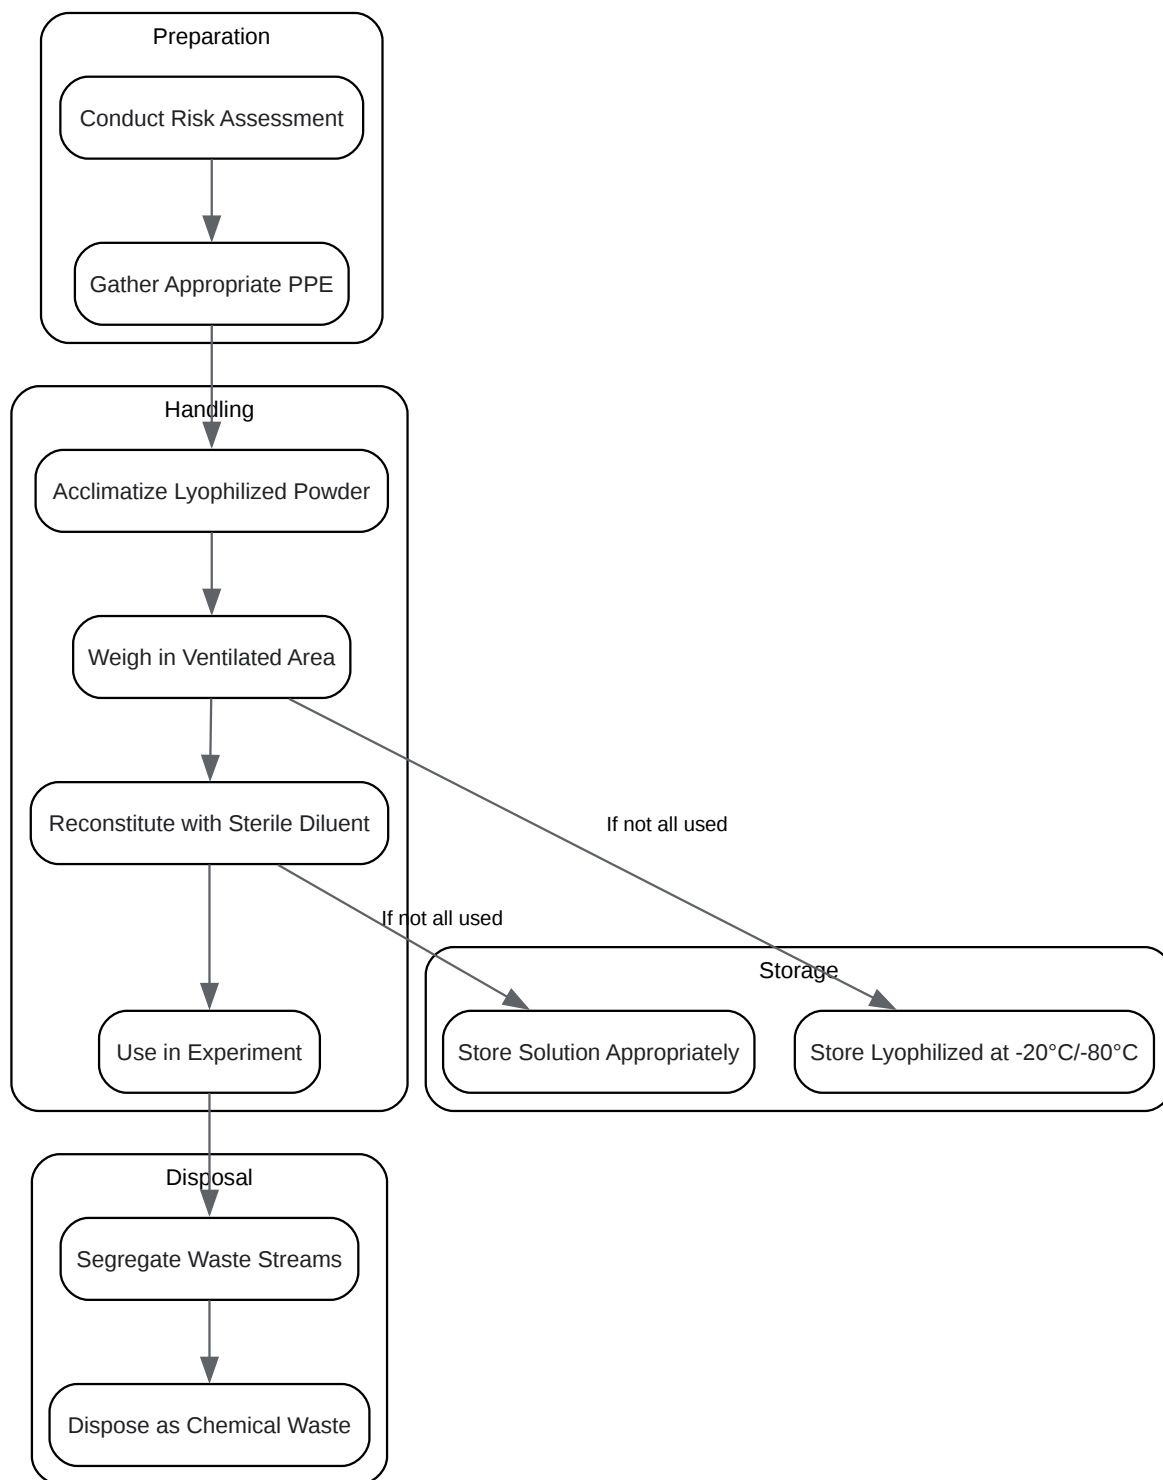 Preparation
Conduct Risk Assessment
Gather Appropriate PPE
Handling
Acclimatize Lyophilized Powder
Weigh in Ventilated Area
Reconstitute with Sterile Diluent
If not all used
If not all used
Storage
Use in Experiment
Store Solution Appropriately
Store Lyophilized at -20°C/-80°C
Disposal
Segregate Waste Streams
Dispose as Chemical Waste